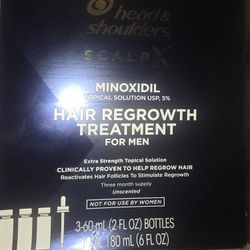 head&
shoulders
SCALP X
MINOXIDIL
TOPICAL SOLUTION USP, 5%
HAIR REGROWTH
TREATMENT
FOR MEN
Extra Strength Topical Solution
CLINICALLY PROVEN TO HELP REGROW HAIR
Reactivates Hair Follicles To Stimulate Regrowth
Three month supply
Unscented
NOT FOR USE BY WOMEN
3-60 mL (2 FL OZ) BOTTLES
180 mL (6 FL OZ)